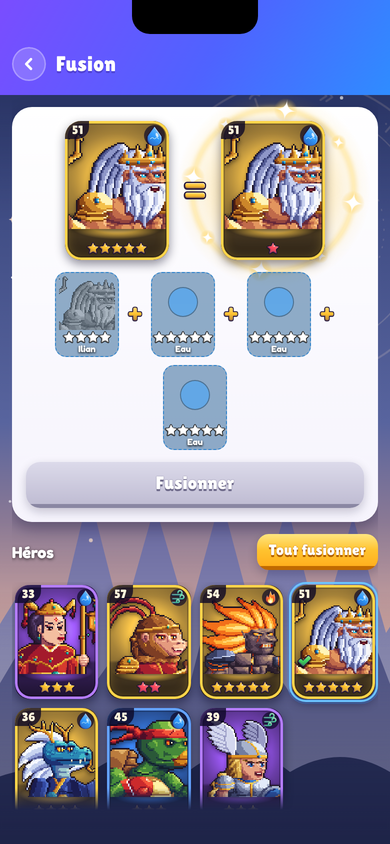 Fusion
51
51
Ilian
Eau
Eau
Eau
Fusionner
Héros
Tout fusionner
33
57
54
51
36
45
39